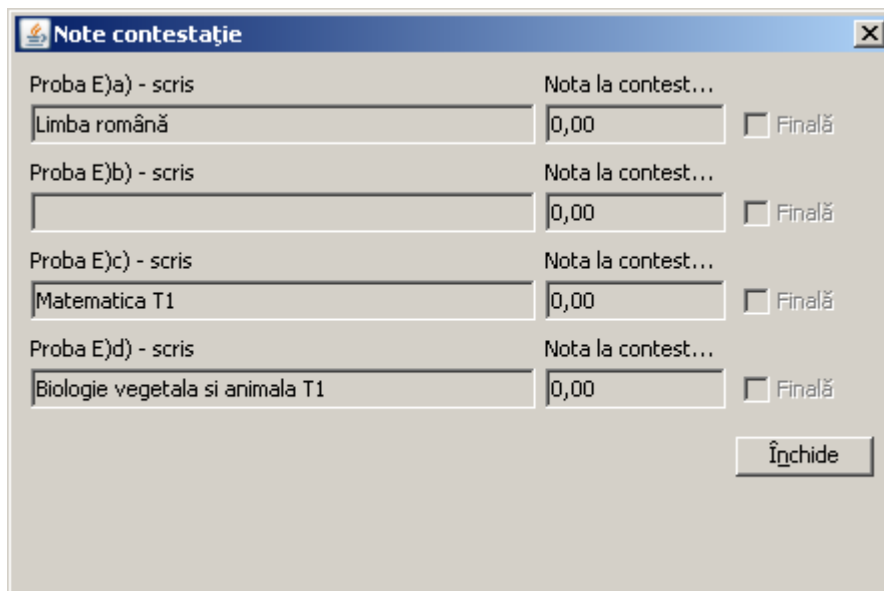 Note contestaţie
Proba E)a) - scris Nota la contest...
Limba română 0,00 Finală
Proba E)b) - scris Nota la contest...
0,00 Finală
Proba E)c) - scris Nota la contest...
Matematica T1 0,00 Finală
Proba E)d) - scris Nota la contest...
Biologie vegetala si animala T1 0,00 Finală
Închide